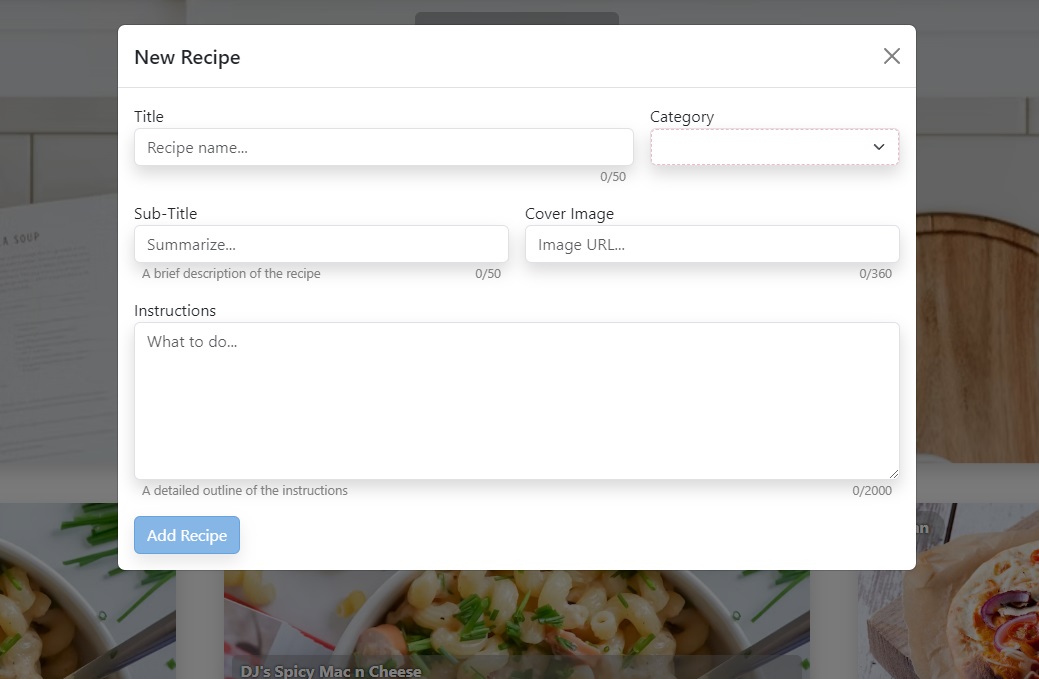 New Recipe
Title
Category
Recipe name...
0/50
Sub-Title
Cover Image
Summarize...
Image URL...
A brief description of the recipe
0/50
0/360
Instructions
What to do...
A detailed outline of the instructions
0/2000
Add Recipe
SOUP
DJ's Spicy Mac n Cheese